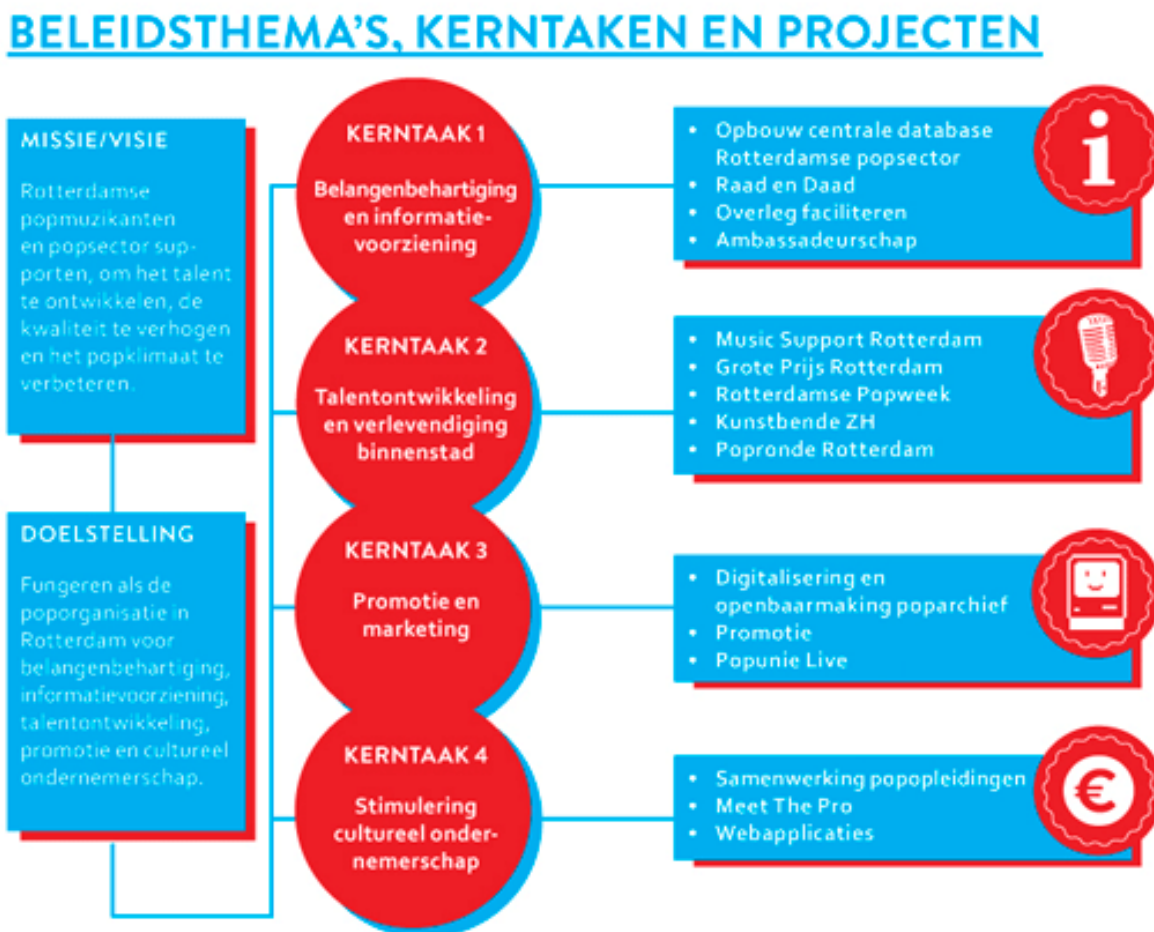 BELEIDSTHEMA'S, KERNTAKEN EN PROJECTEN
MISSIE/VISIE
Rotterdamse
popmuzikanten
en popsector sup-
porten, om het talent
te ontwikkelen, de
kwaliteit te verhogen
en het popklimaat te
verbeteren.
DOELSTELLING
Fungeren als de
poporganisatie in
Rotterdam voor
belangenbehartiging,
informatievoorziening,
talentontwikkeling,
promotie en cultureel
ondernemerschap.
KERNTAAK 1
Belangenbehartiging
en informatie-
voorziening
• Opbouw centrale database
Rotterdamse popsector
• Raad en Daad
• Overleg faciliteren
• Ambassadeurschap
i
KERNTAAK 2
Talentontwikkeling
en verlevendiging
binnenstad
• Music Support Rotterdam
• Grote Prijs Rotterdam
• Rotterdamse Popweek
• Kunstbende ZH
• Popronde Rotterdam
KERNTAAK 3
Promotie en
marketing
• Digitalisering en
openbaarmaking poparchief
• Promotie
• Popunie Live
KERNTAAK 4
Stimulering
cultureel onder-
nemerschap
• Samenwerking popopleidingen
• Meet The Pro
• Webapplicaties
€